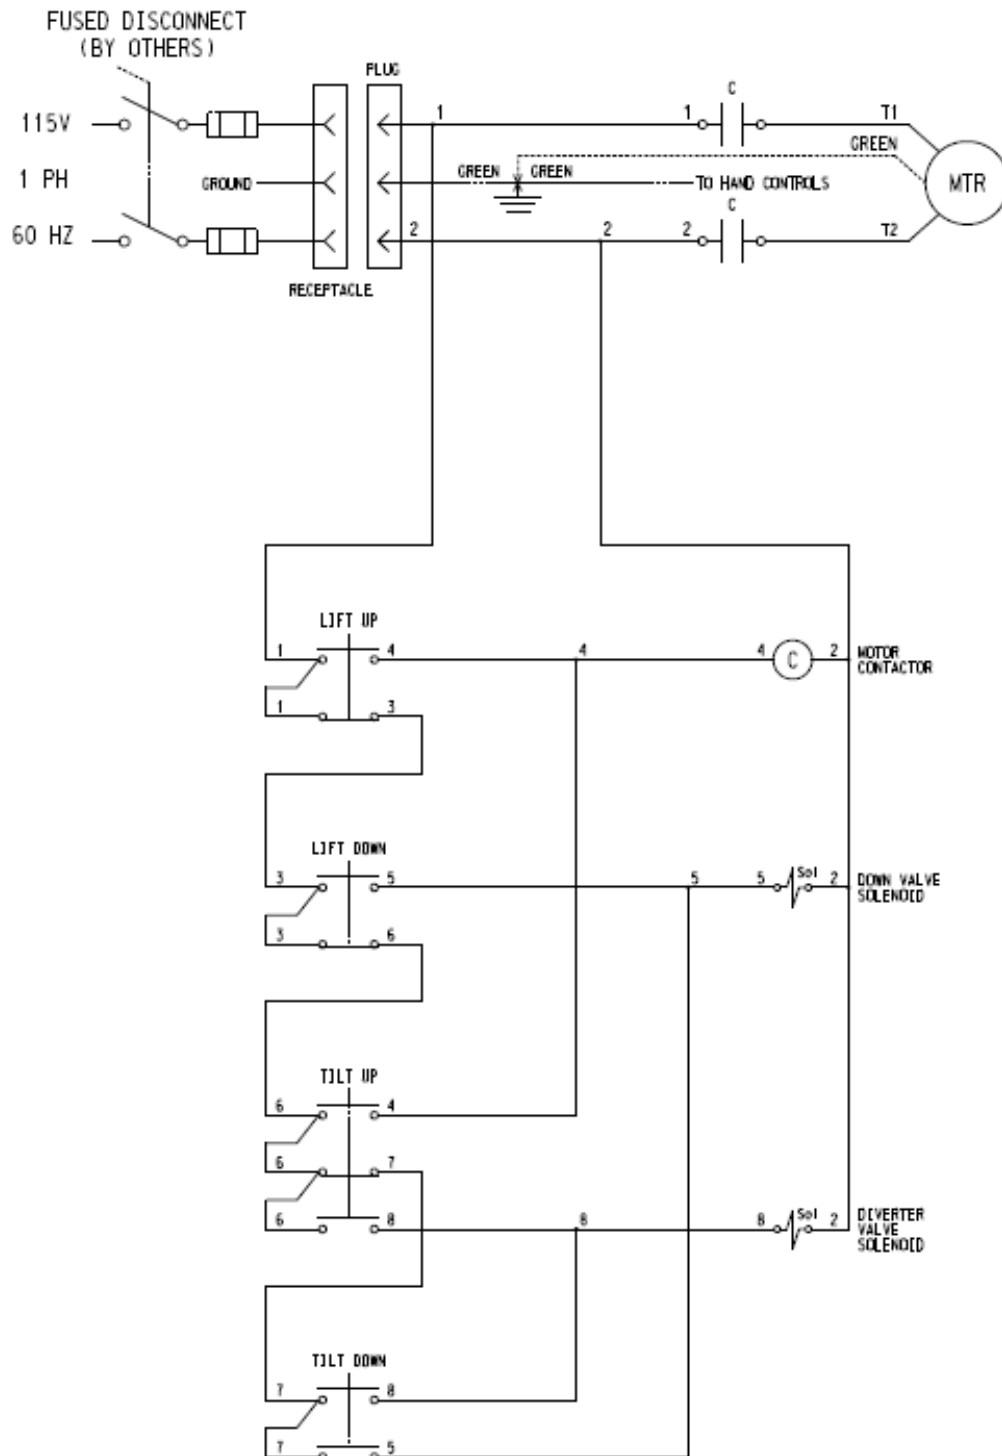 FUSED DISCONNECT
(BY OTHERS)
PLUG
115V
1 PH
60 HZ
GROUND
RECEPTACLE
1
1
C
T1
GREEN
GREEN
GREEN
TO HAND CONTROLS
MTR
C
2
2
2
T2
LIFT UP
1
4
4
4
C
2
MOTOR
CONTACTOR
1
3
LIFT DOWN
3
5
5
5
Sol
2
DOWN VALVE
SOLENOID
3
6
TILT UP
6
4
6
7
6
8
8
8
Sol
2
DIVERTER
VALVE
SOLENOID
TILT DOWN
7
8
7
5